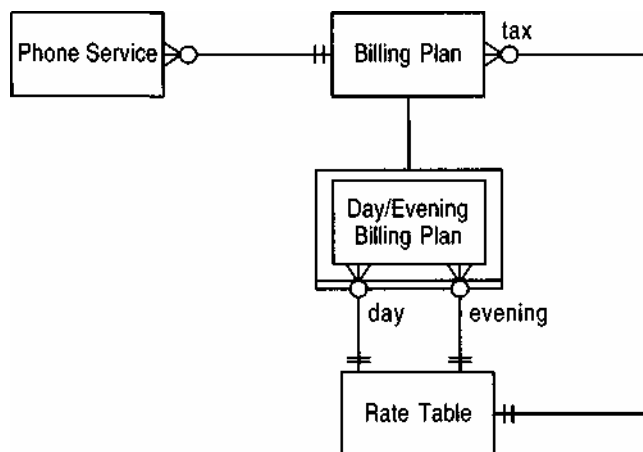 Phone Service
Billing Plan
tax
Day/Evening
Billing Plan
day
evening
Rate Table